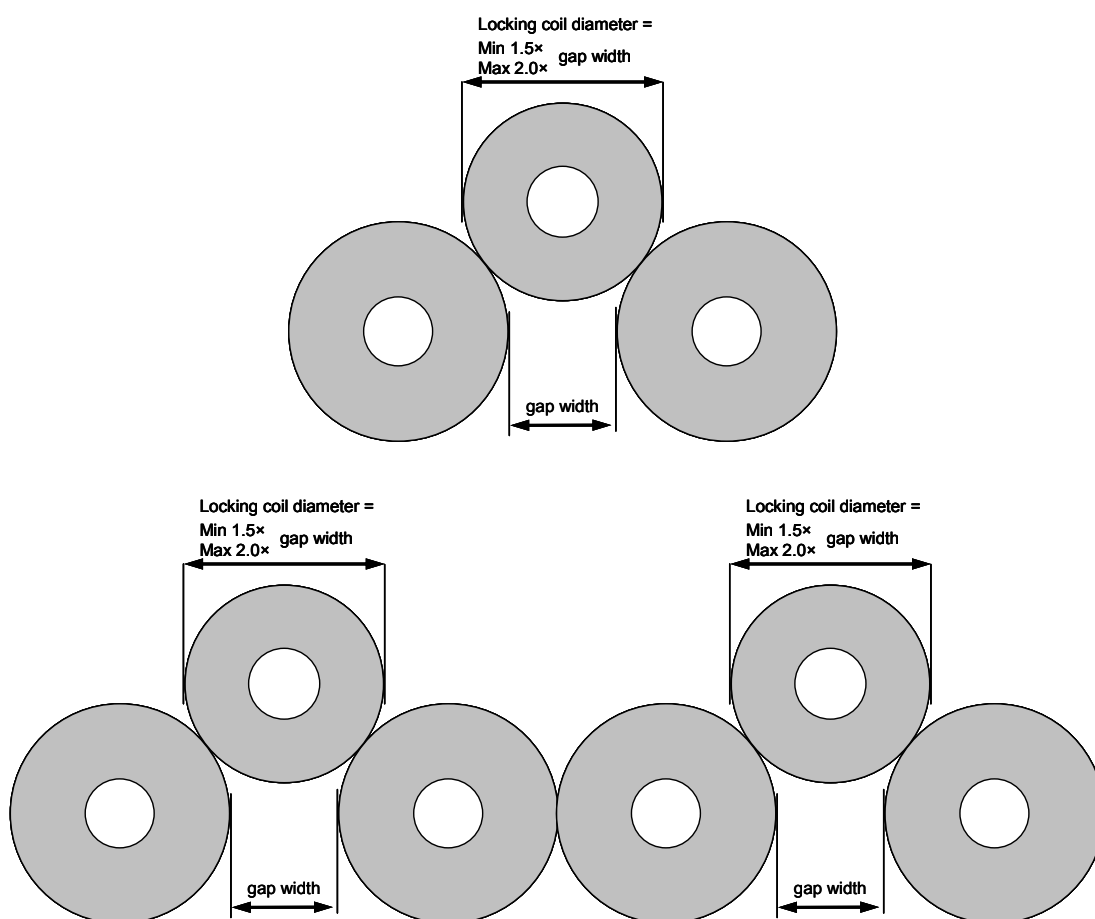 Locking coil diameter =
Min 1.5×
Max 2.0× gap width
gap width
Locking coil diameter =
Min 1.5×
Max 2.0× gap width
Locking coil diameter =
Min 1.5×
Max 2.0× gap width
gap width
gap width